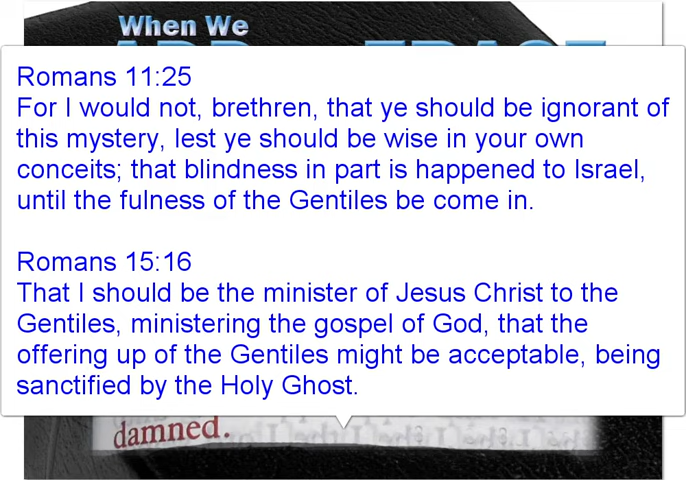 When We
Romans 11:25
For I would not, brethren, that ye should be ignorant of
this mystery, lest ye should be wise in your own
conceits; that blindness in part is happened to Israel,
until the fulness of the Gentiles be come in.
Romans 15:16
That I should be the minister of Jesus Christ to the
Gentiles, ministering the gospel of God, that the
offering up of the Gentiles might be acceptable, being
sanctified by the Holy Ghost.
damned.